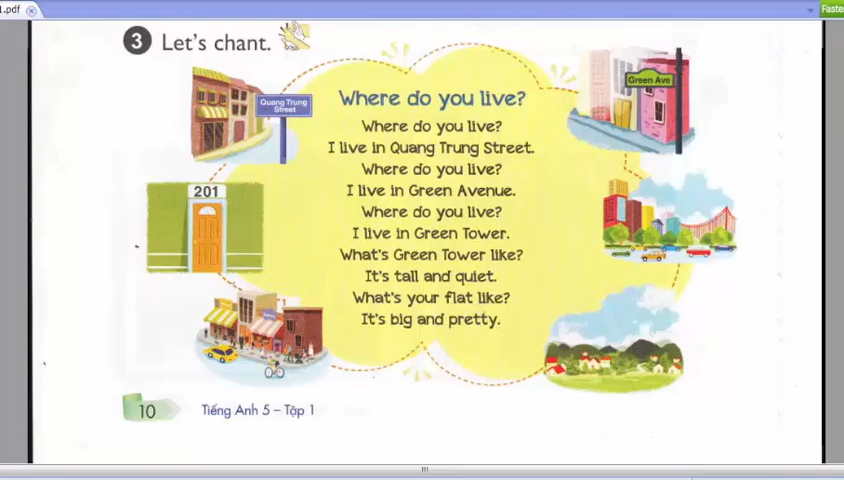 1.pdf
Faste
3 Let's chant.
Quang Trung
Street
Green Ave
201
Where do you live?
Where do you live?
I live in Quang Trung Street.
Where do you live?
I live in Green Avenue.
Where do you live?
I live in Green Tower.
What's Green Tower like?
It's tall and quiet.
What's your flat like?
It's big and pretty.
10
Tiếng Anh 5 – Tập 1